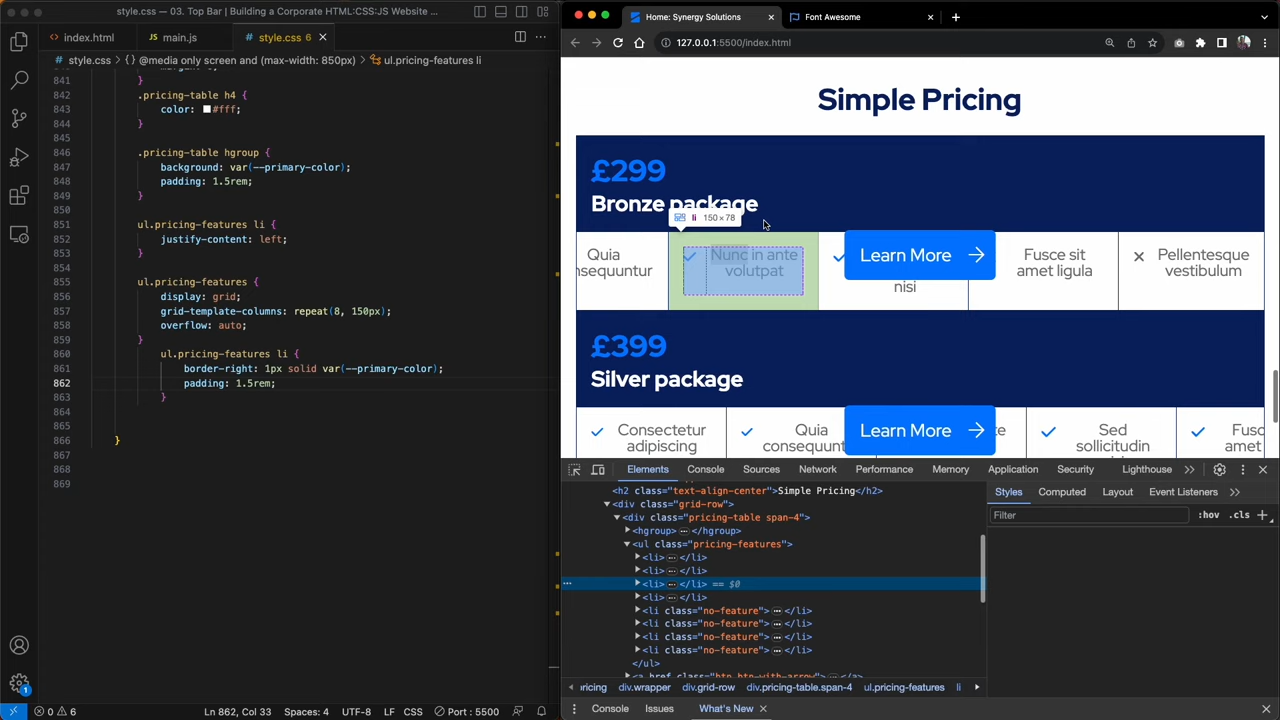 style.css — 03. Top Bar | Building a Corporate HTML:CSS:JS Website ...
index.html
main.js
style.css 6
# style.css > {} @media only screen and (max-width: 850px) > ul.pricing-features li
841 }
842 .pricing-table h4 {
843 color: #fff;
844 }
845
846 .pricing-table hgroup {
847 background: var(--primary-color);
848 padding: 1.5rem;
849 }
850
851 ul.pricing-features li {
852 justify-content: left;
853 }
854
855 ul.pricing-features {
856 display: grid;
857 grid-template-columns: repeat(8, 150px);
858 overflow: auto;
859 }
860 ul.pricing-features li {
861 border-right: 1px solid var(--primary-color);
862 padding: 1.5rem;
863 }
864
865
866 }
867
868
869
1
0 6
Ln 862, Col 33
Spaces: 4
UTF-8
LF
CSS
Port : 5500
Home: Synergy Solutions
Font Awesome
127.0.0.1:5500/index.html
Simple Pricing
£299
Bronze package
li 150×78
Quia
nsequuntur
Nunc in ante
volutpat
Learn More
nisi
Fusce sit
amet ligula
Pellentesque
vestibulum
£399
Silver package
Consectetur
adipiscing
Quia
consequunt
Learn More
te
Sed
sollicitudin
Fusc
amet
Elements Console Sources Network Performance Memory Application Security Lighthouse
<h2 class="text-align-center">Simple Pricing</h2>
<div class="grid-row">
<div class="pricing-table span-4">
<hgroup> ⋯ </hgroup>
<ul class="pricing-features">
<li> ⋯ </li>
<li> ⋯ </li>
<li> ⋯ </li> == $0
<li> ⋯ </li>
<li class="no-feature"> ⋯ </li>
<li class="no-feature"> ⋯ </li>
<li class="no-feature"> ⋯ </li>
<li class="no-feature"> ⋯ </li>
</ul>
Styles Computed Layout Event Listeners
Filter
:hov .cls +
ricing div.wrapper div.grid-row div.pricing-table.span-4 ul.pricing-features li
Console Issues What's New